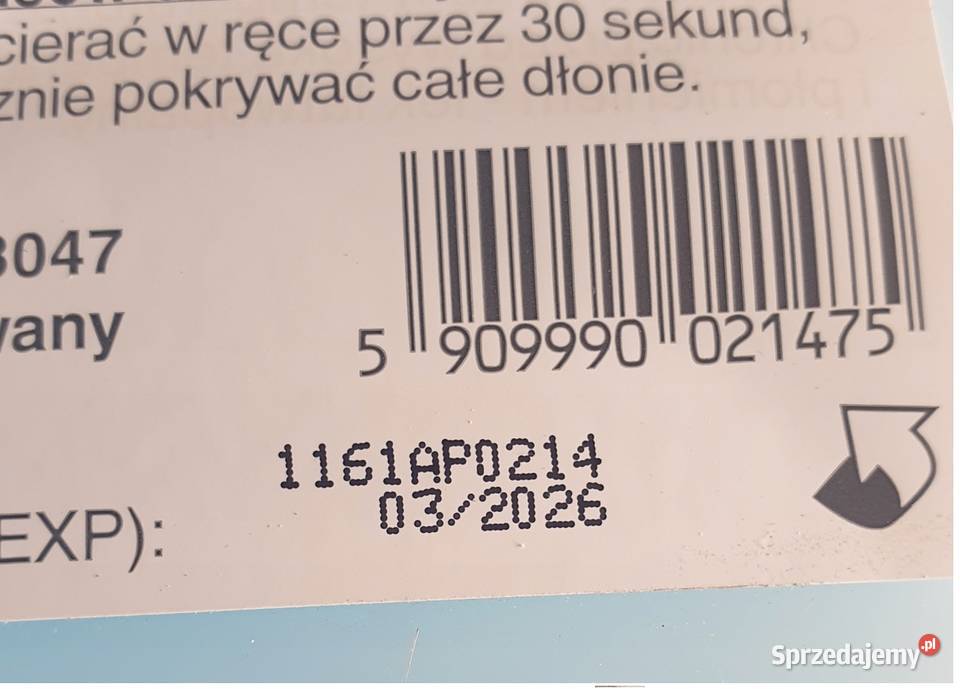 cierać w ręce przez 30 sekund,
znie pokrywać całe dłonie.
3047
wany
5 909990 021475
1161AP0214
03/2026
EXP):
Sprzedajemy.pl